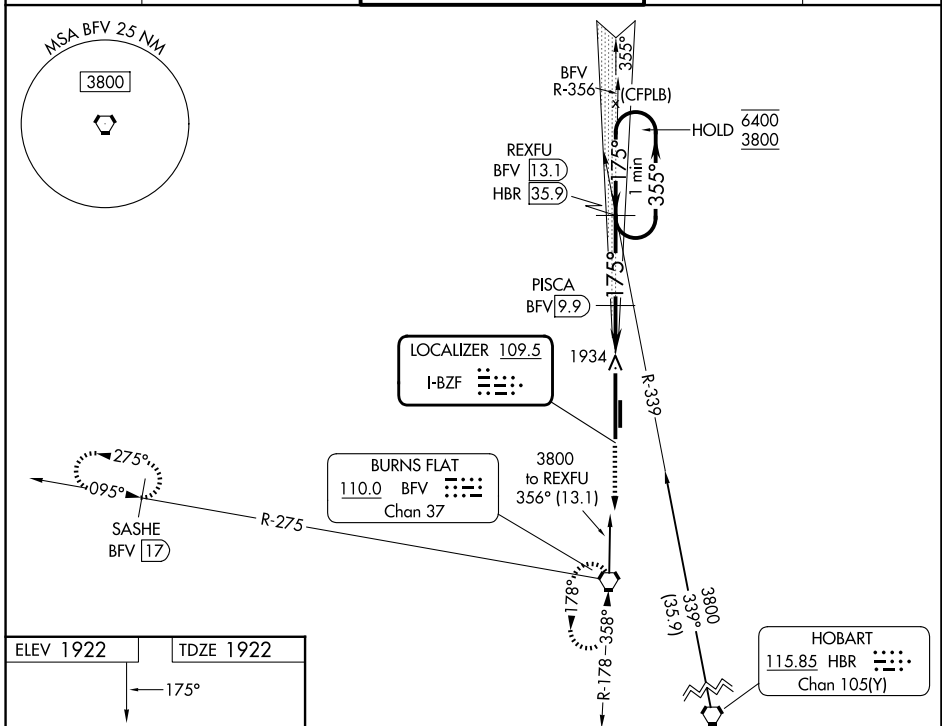 MSA BFV 25 NM
3800
BFV
R-356
(CFPLB)
355°
HOLD 6400
3800
REXFU
BFV 13.1
HBR 35.9
175°
1 min
355°
175°
PISCA
BFV 9.9
LOCALIZER 109.5
I-BZF
1934
R-339
BURNS FLAT
110.0 BFV
Chan 37
3800
to REXFU
356° (13.1)
275°
095°
SASHE
BFV 17
R-275
178°
358°
R-178
3800
339°
(35.9)
HOBART
115.85 HBR
Chan 105(Y)
ELEV 1922
TDZE 1922
175°